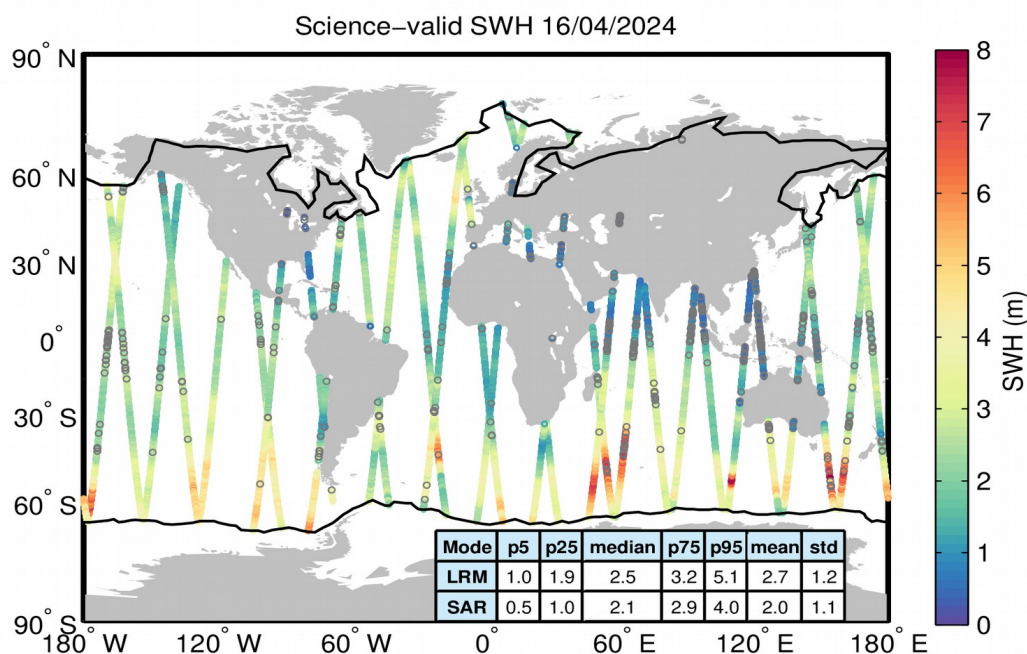 Science−valid SWH 16/04/2024
90° N
60° N
30° N
0°
30° S
60° S
90° S
180° W
120° W
60° W
0°
60° E
120° E
180° E
Mode p5 p25 median p75 p95 mean std
LRM 1.0 1.9 2.5 3.2 5.1 2.7 1.2
SAR 0.5 1.0 2.1 2.9 4.0 2.0 1.1
8
7
6
5
4
3
2
1
0
SWH (m)